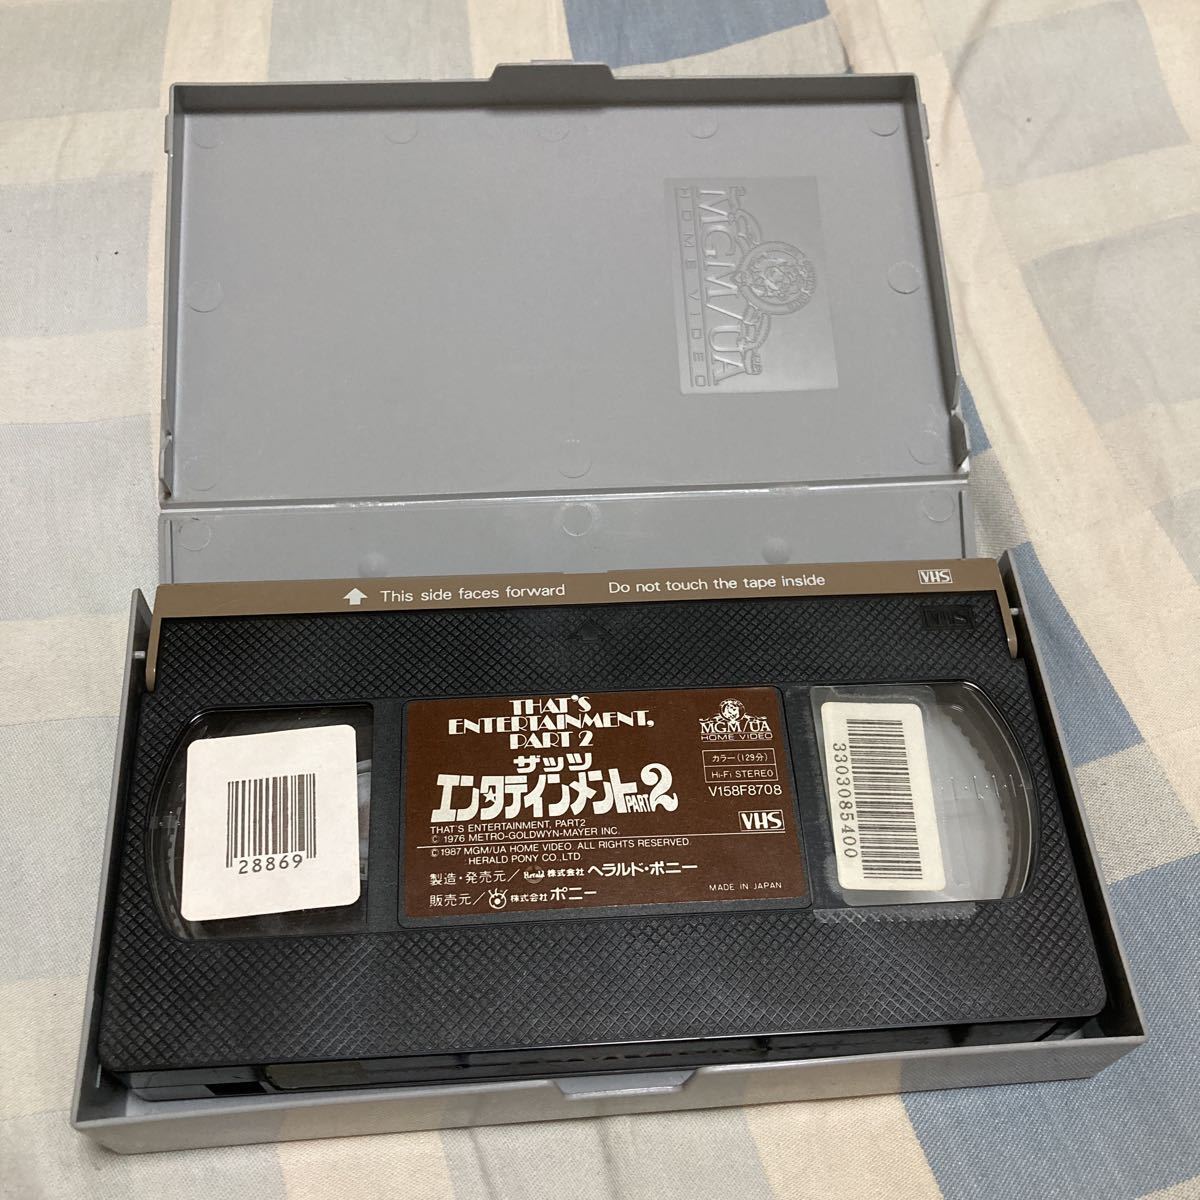 MGM/UA
HOME VIDEO
This side faces forward
Do not touch the tape inside
VHS
VHS
THAT'S
ENTERTAINMENT,
PART 2
ザッツ
エンタテインメントPART2
THAT'S ENTERTAINMENT, PART2
© 1976 METRO-GOLDWYN-MAYER INC.
© 1987 MGM/UA HOME VIDEO. ALL RIGHTS RESERVED.
HERALD PONY CO., LTD.
製造・発売元/Herald 株式会社 ヘラルド・ポニー
販売元/株式会社 ポニー
MGM/UA
HOME VIDEO
カラー(129分)
Hi-Fi STEREO
V158F8708
VHS
MADE IN JAPAN
28869
3303085400